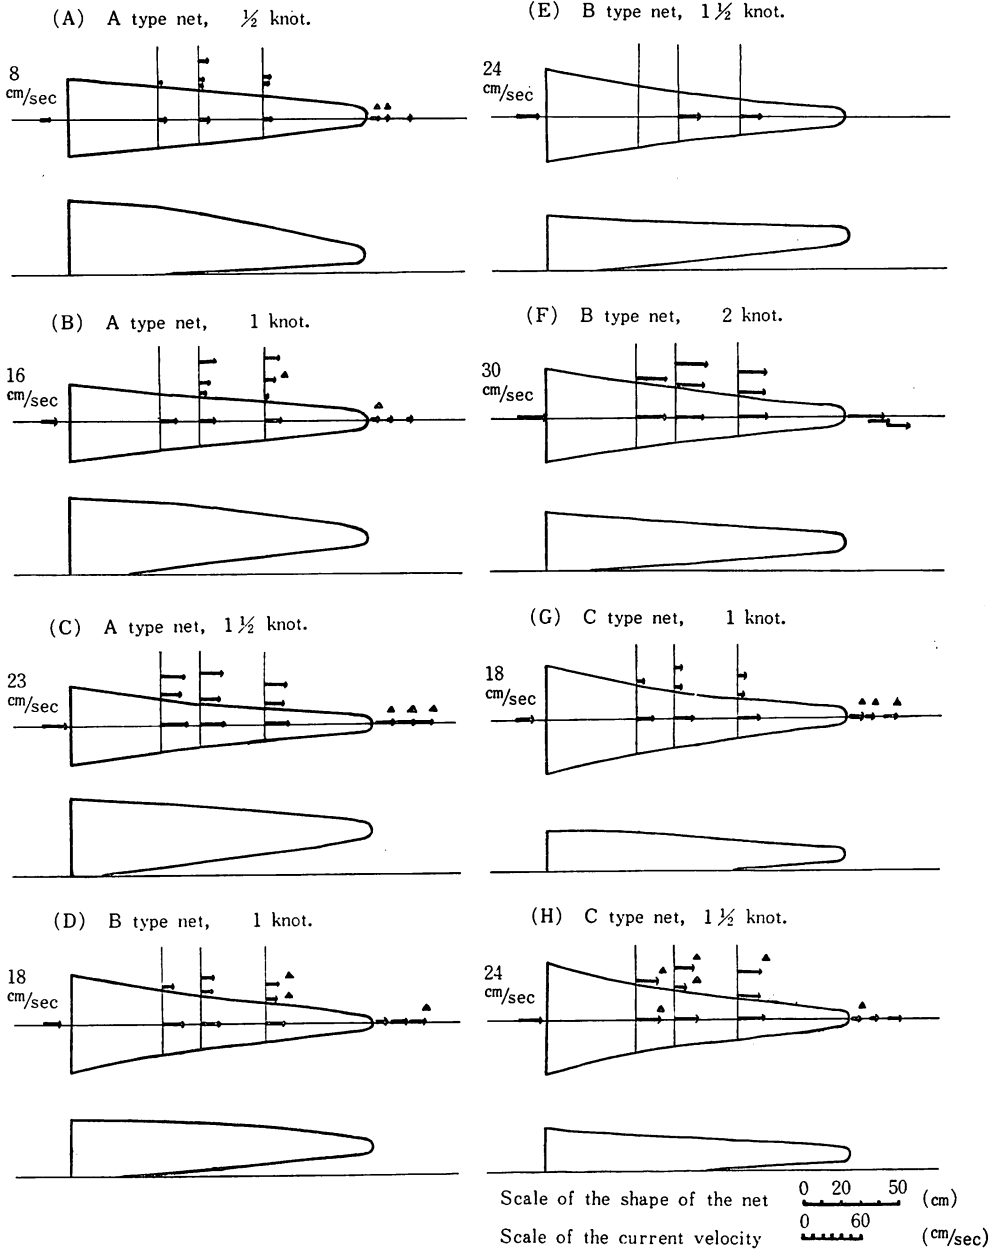 (A) A type net, ½ knot.
8
cm/sec
(B) A type net, 1 knot.
16
cm/sec
(C) A type net, 1½ knot.
23
cm/sec
(D) B type net, 1 knot.
18
cm/sec
(E) B type net, 1½ knot.
24
cm/sec
(F) B type net, 2 knot.
30
cm/sec
(G) C type net, 1 knot.
18
cm/sec
(H) C type net, 1½ knot.
24
cm/sec
Scale of the shape of the net 0 20 50 (cm)
Scale of the current velocity 0 60 (cm/sec)